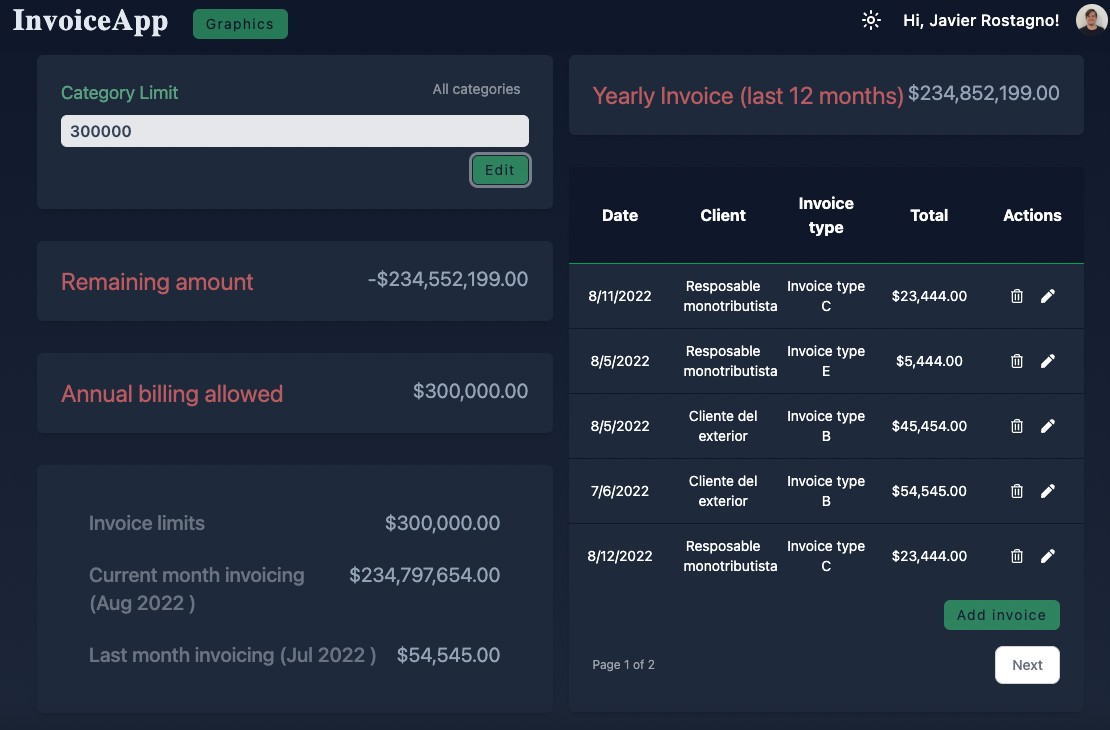 InvoiceApp
Graphics
Hi, Javier Rostagno!
Category Limit
All categories
300000
Edit
Remaining amount
-$234,552,199.00
Annual billing allowed
$300,000.00
Invoice limits
$300,000.00
Current month invoicing
(Aug 2022 )
$234,797,654.00
Last month invoicing (Jul 2022 )
$54,545.00
Yearly Invoice (last 12 months)
$234,852,199.00
Date
Client
Invoice
type
Total
Actions
8/11/2022
Resposable
monotributista
Invoice type
C
$23,444.00
8/5/2022
Resposable
monotributista
Invoice type
E
$5,444.00
8/5/2022
Cliente del
exterior
Invoice type
B
$45,454.00
7/6/2022
Cliente del
exterior
Invoice type
B
$54,545.00
8/12/2022
Resposable
monotributista
Invoice type
C
$23,444.00
Add invoice
Page 1 of 2
Next